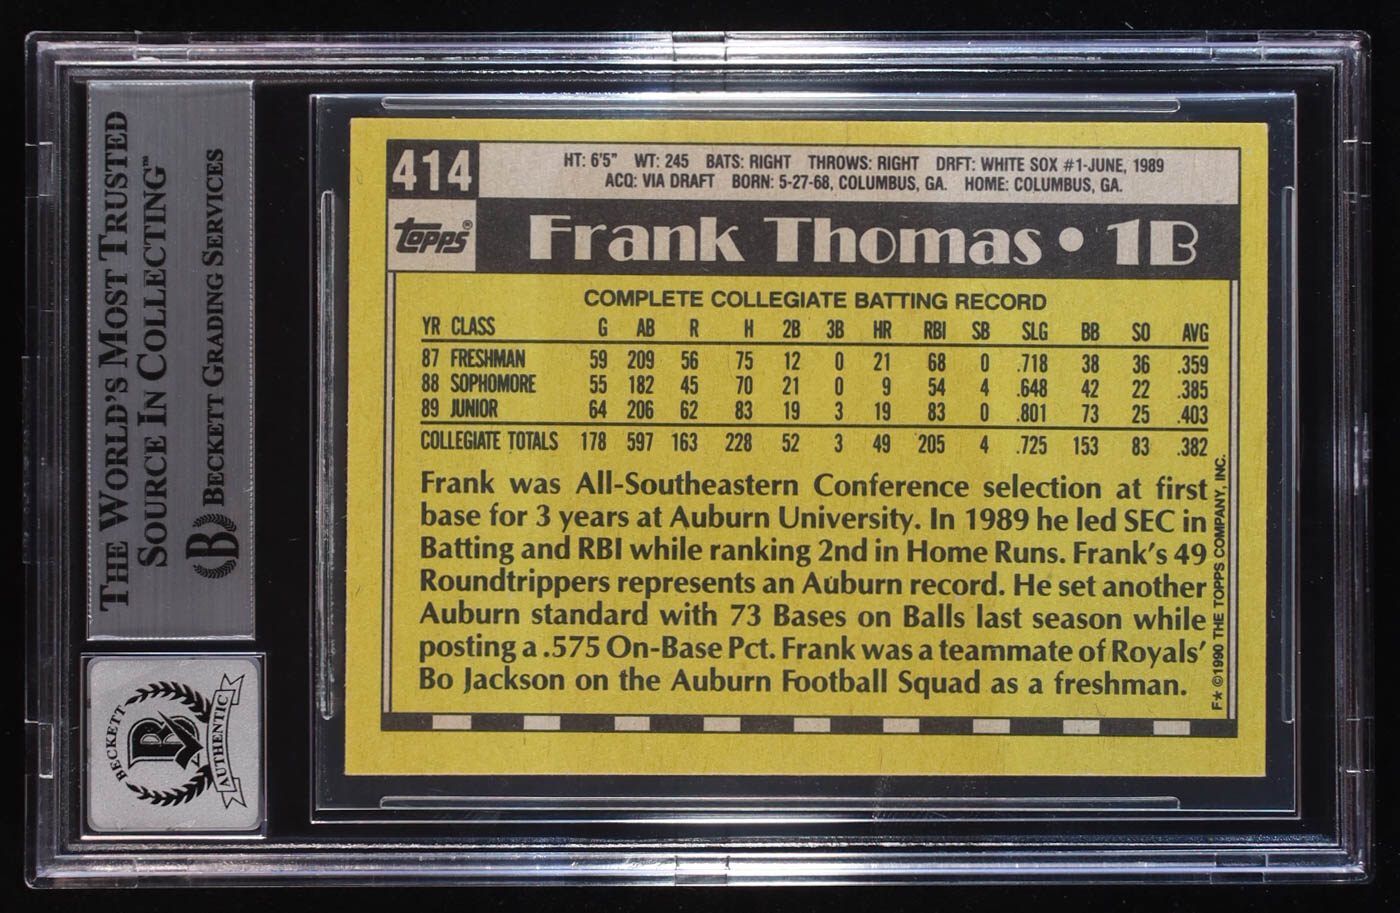 THE WORLD'S MOST TRUSTED
SOURCE IN COLLECTING™
B BECKETT GRADING SERVICES
BECKETT
B
AUTHENTIC
414
HT: 6'5" WT: 245 BATS: RIGHT THROWS: RIGHT DRFT: WHITE SOX #1-JUNE, 1989
ACQ: VIA DRAFT BORN: 5-27-68, COLUMBUS, GA. HOME: COLUMBUS, GA.
topps®
Frank Thomas • 1B
COMPLETE COLLEGIATE BATTING RECORD
YR CLASS G AB R H 2B 3B HR RBI SB SLG BB SO AVG
87 FRESHMAN 59 209 56 75 12 0 21 68 0 .718 38 36 .359
88 SOPHOMORE 55 182 45 70 21 0 9 54 4 .648 42 22 .385
89 JUNIOR 64 206 62 83 19 3 19 83 0 .801 73 25 .403
COLLEGIATE TOTALS 178 597 163 228 52 3 49 205 4 .725 153 83 .382
Frank was All-Southeastern Conference selection at first
base for 3 years at Auburn University. In 1989 he led SEC in
Batting and RBI while ranking 2nd in Home Runs. Frank's 49
Roundtrippers represents an Auburn record. He set another
Auburn standard with 73 Bases on Balls last season while
posting a .575 On-Base Pct. Frank was a teammate of Royals'
Bo Jackson on the Auburn Football Squad as a freshman.
F* ©1990 THE TOPPS COMPANY, INC.